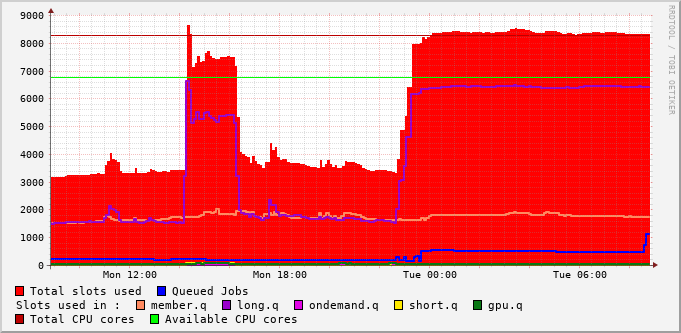 RRDTOOL / TOBI OETIKER
9000
8000
7000
6000
5000
4000
3000
2000
1000
0
Mon 12:00 Mon 18:00 Tue 00:00 Tue 06:00
Total slots used Queued Jobs
Slots used in : member.q long.q ondemand.q short.q gpu.q
Total CPU cores Available CPU cores